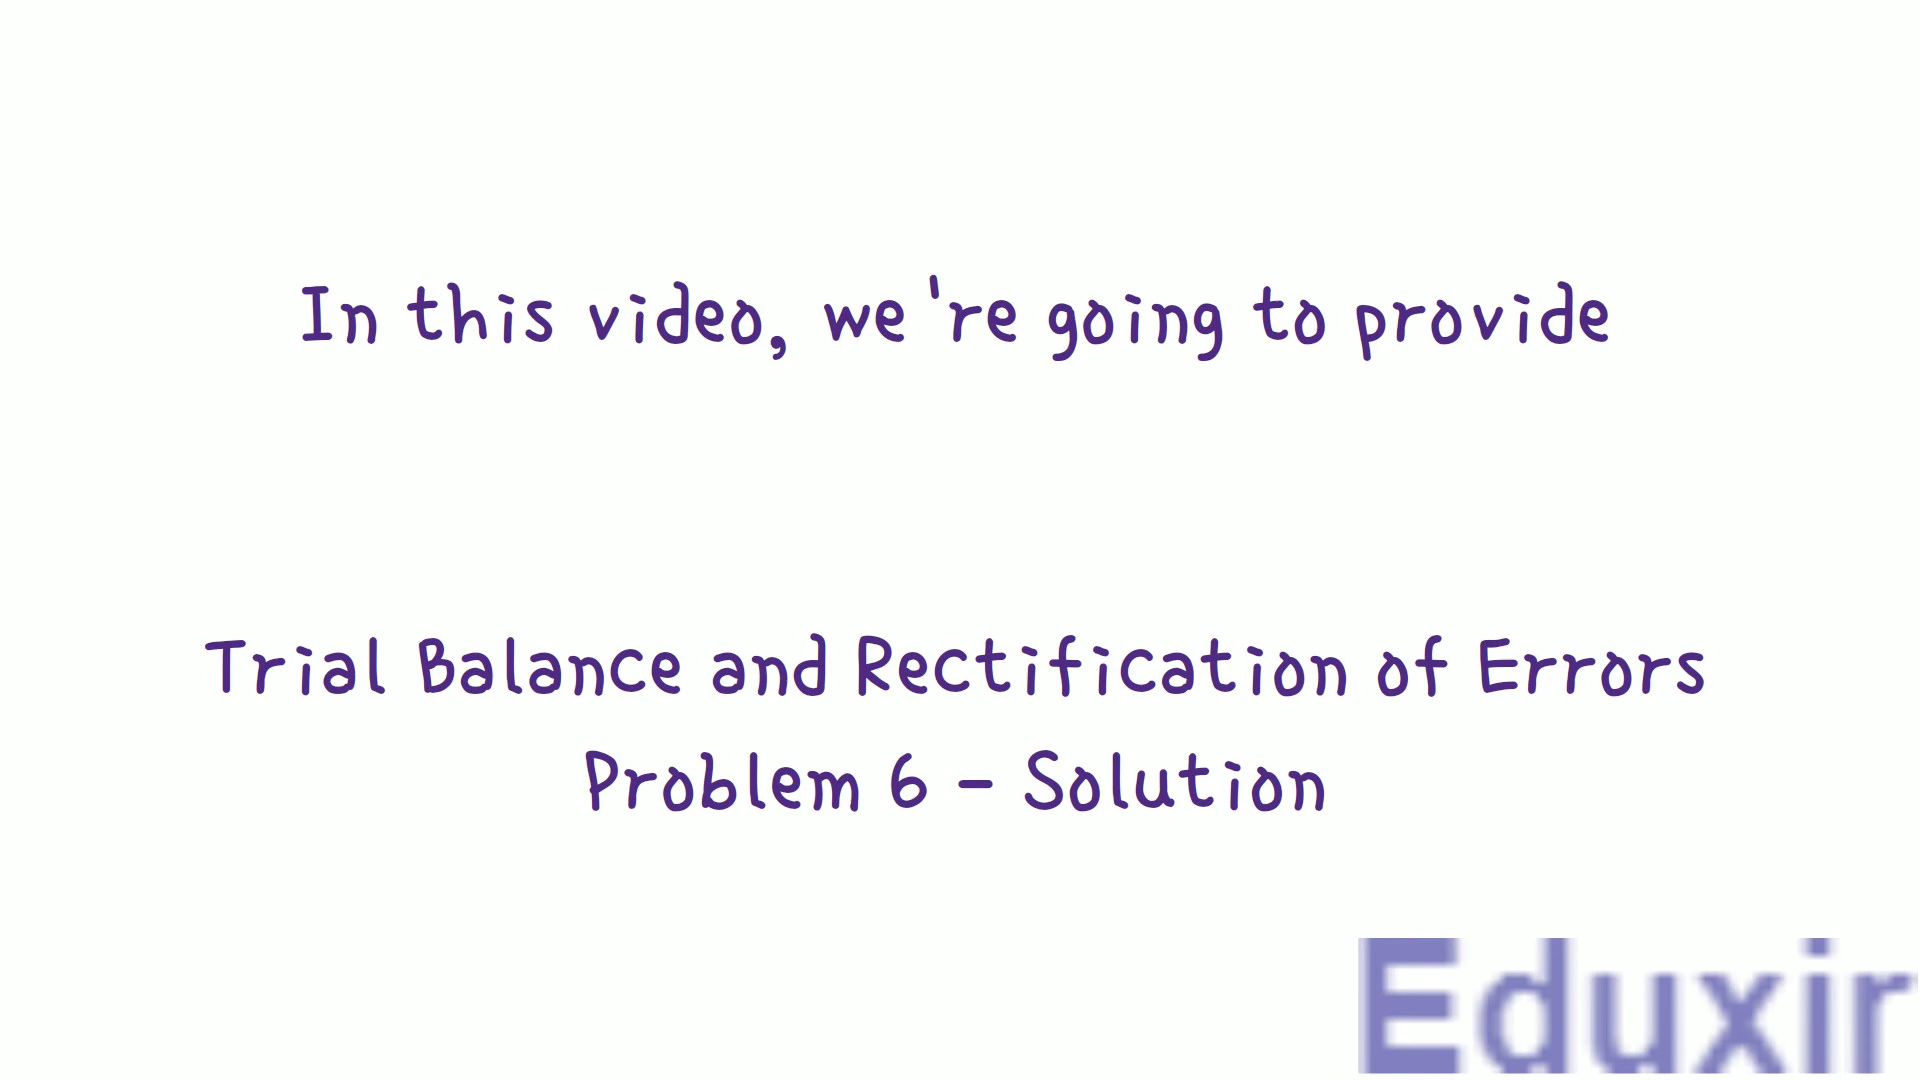 In this video, we're going to provide
Trial Balance and Rectification of Errors
Problem 6 - Solution
Eduxir